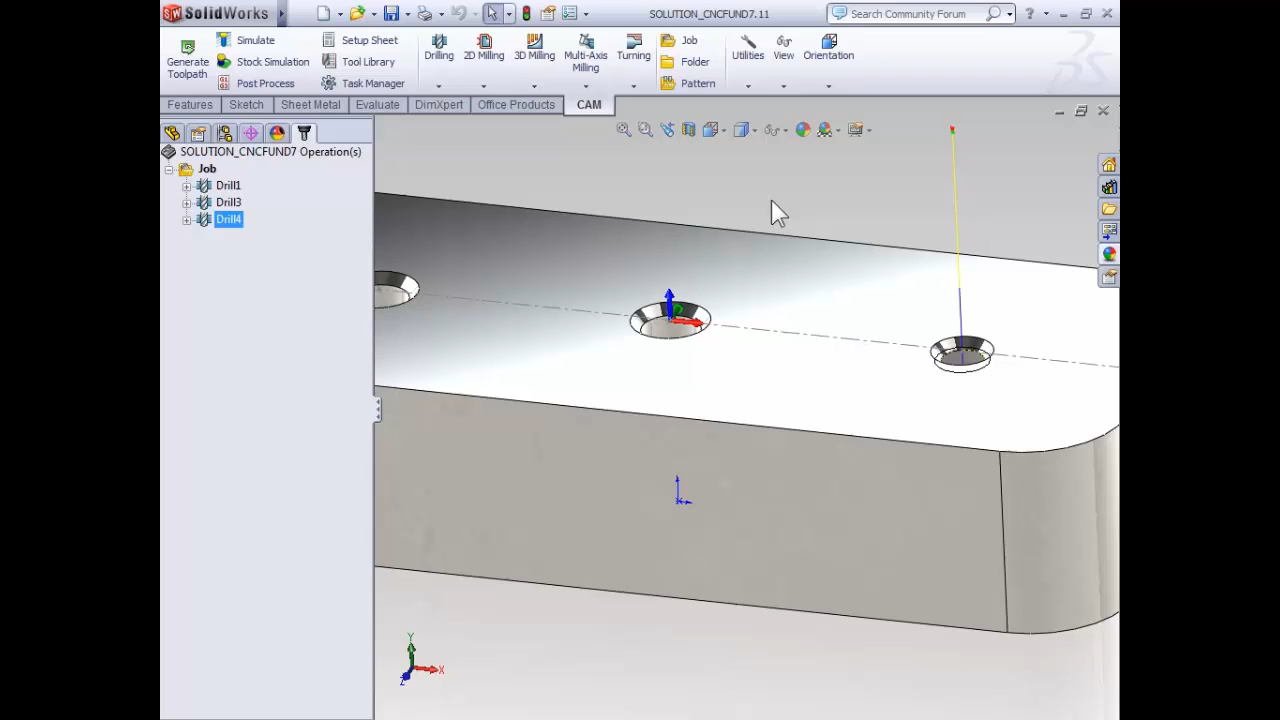 SolidWorks
SOLUTION_CNCFUND7.11
Search Community Forum
Generate
Toolpath
Simulate
Stock Simulation
Post Process
Setup Sheet
Tool Library
Task Manager
Drilling
2D Milling
3D Milling
Multi-Axis
Milling
Turning
Job
Folder
Pattern
Utilities
View
Orientation
Features
Sketch
Sheet Metal
Evaluate
DimXpert
Office Products
CAM
SOLUTION_CNCFUND7 Operation(s)
Job
Drill1
Drill3
Drill4
Y
X
Z